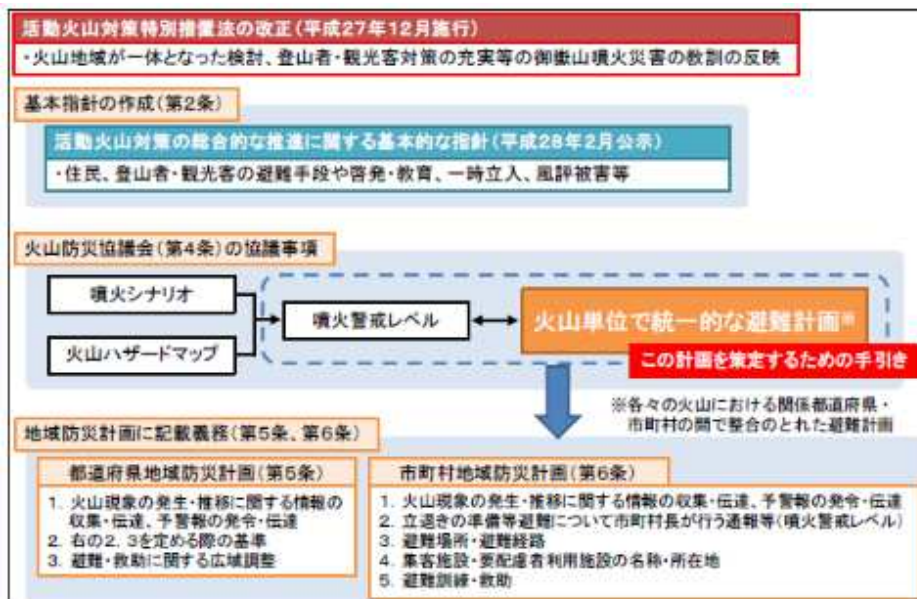 活動火山対策特別措置法の改正(平成27年12月施行)
・火山地域が一体となった検討、登山者・観光客対策の充実等の御嶽山噴火災害の教訓の反映
基本指針の作成(第2条)
活動火山対策の総合的な推進に関する基本的な指針(平成28年2月公示)
・住民、登山者・観光客の避難手段や啓発・教育、一時立入、風評被害等
火山防災協議会(第4条)の協議事項
噴火シナリオ
火山ハザードマップ
噴火警戒レベル
火山単位で統一的な避難計画※
この計画を策定するための手引き
※各々の火山における関係都道府県・
市町村の間で整合のとれた避難計画
地域防災計画に記載義務(第5条、第6条)
都道府県地域防災計画(第5条)
1. 火山現象の発生・推移に関する情報の
収集・伝達、予警報の発令・伝達
2. 右の2、3を定める際の基準
3. 避難・救助に関する広域調整
市町村地域防災計画(第6条)
1. 火山現象の発生・推移に関する情報の収集・伝達、予警報の発令・伝達
2. 立退きの準備等避難について市町村長が行う通報等(噴火警戒レベル)
3. 避難場所・避難経路
4. 集客施設・要配慮者利用施設の名称・所在地
5. 避難訓練・救助